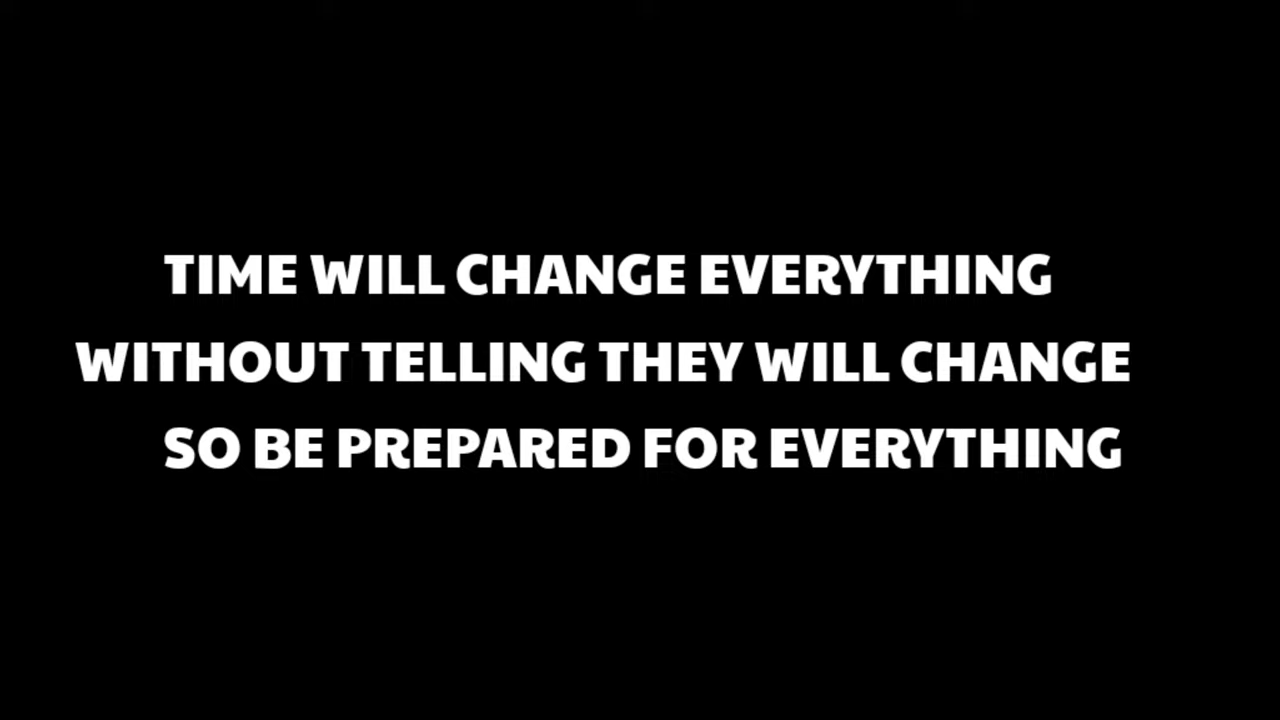 TIME WILL CHANGE EVERYTHING
WITHOUT TELLING THEY WILL CHANGE
SO BE PREPARED FOR EVERYTHING